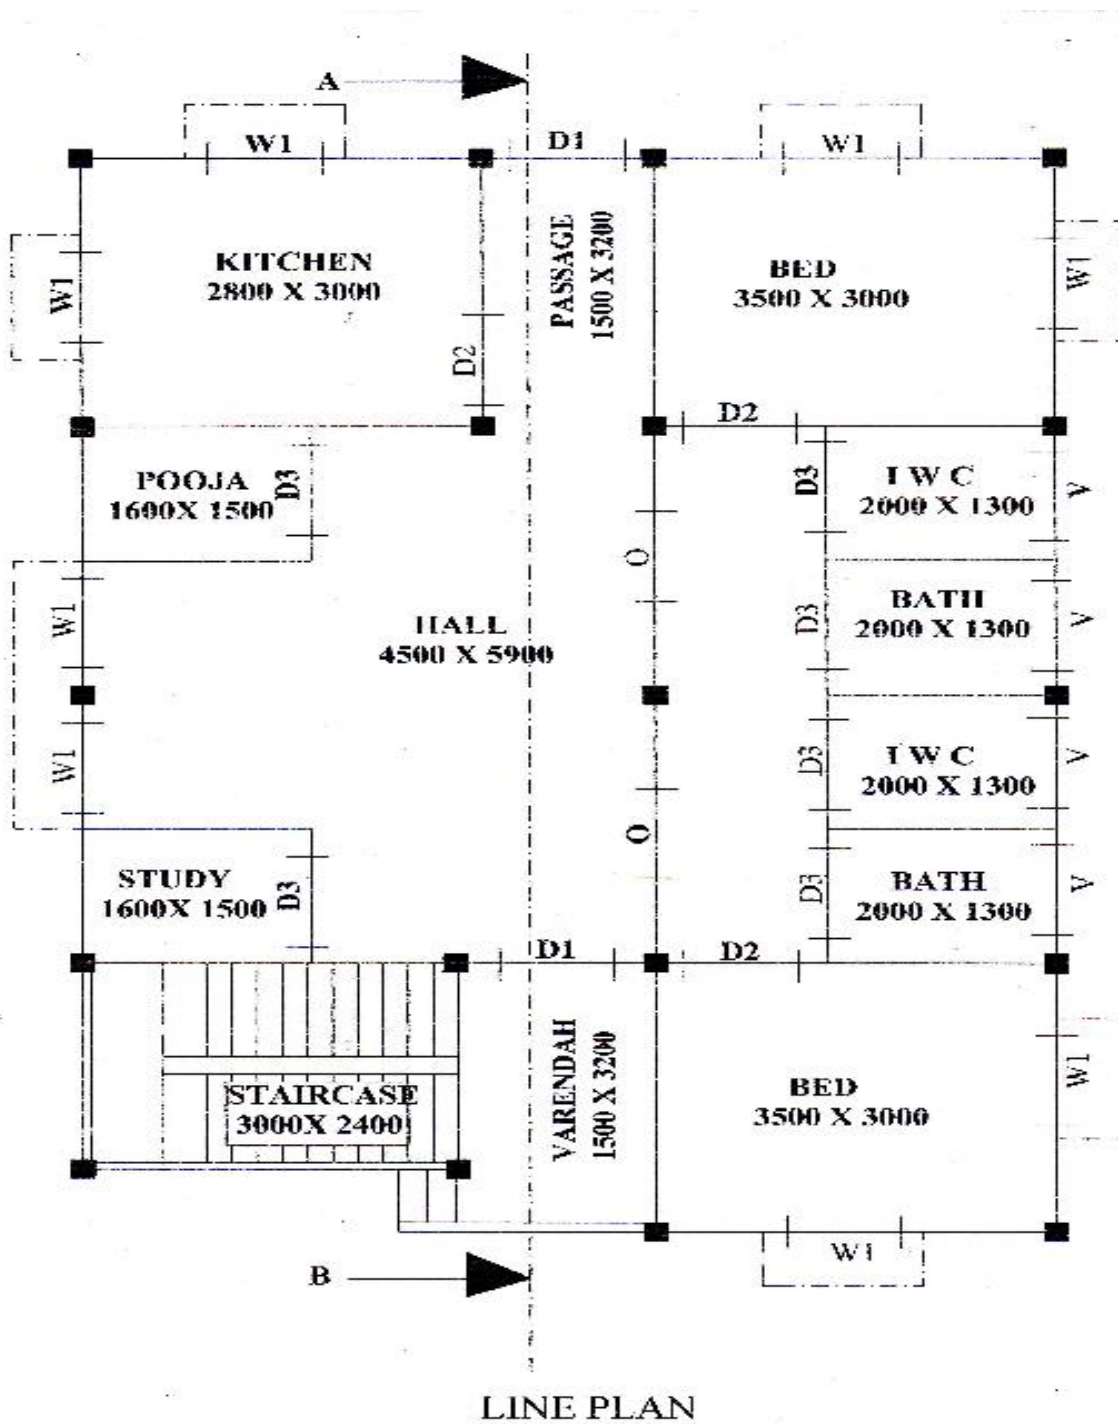 A
W1
D1
W1
KITCHEN
2800 X 3000
W1
D2
PASSAGE
1500 X 3200
BED
3500 X 3000
W1
D2
POOJA
1600X 1500
D3
D3
I W C
2000 X 1300
V
O
W1
HALL
4500 X 5900
D3
BATH
2000 X 1300
V
W1
D3
I W C
2000 X 1300
V
O
STUDY
1600X 1500
D3
D3
BATH
2000 X 1300
V
D1
D2
STAIRCASE
3000X 2400
VARENDAH
1500 X 3200
BED
3500 X 3000
W1
W1
B
LINE PLAN